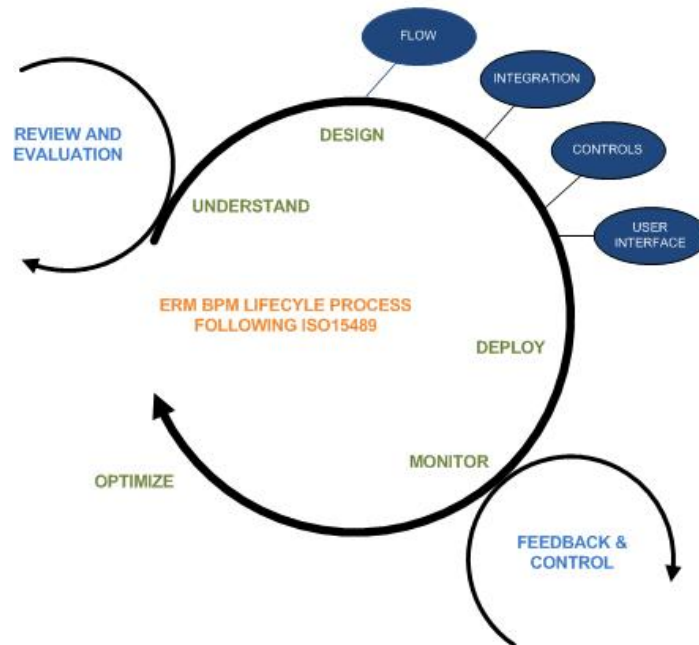 FLOW
INTEGRATION
REVIEW AND
EVALUATION
DESIGN
CONTROLS
UNDERSTAND
USER
INTERFACE
ERM BPM LIFECYLE PROCESS
FOLLOWING ISO15489
DEPLOY
MONITOR
OPTIMIZE
FEEDBACK &
CONTROL